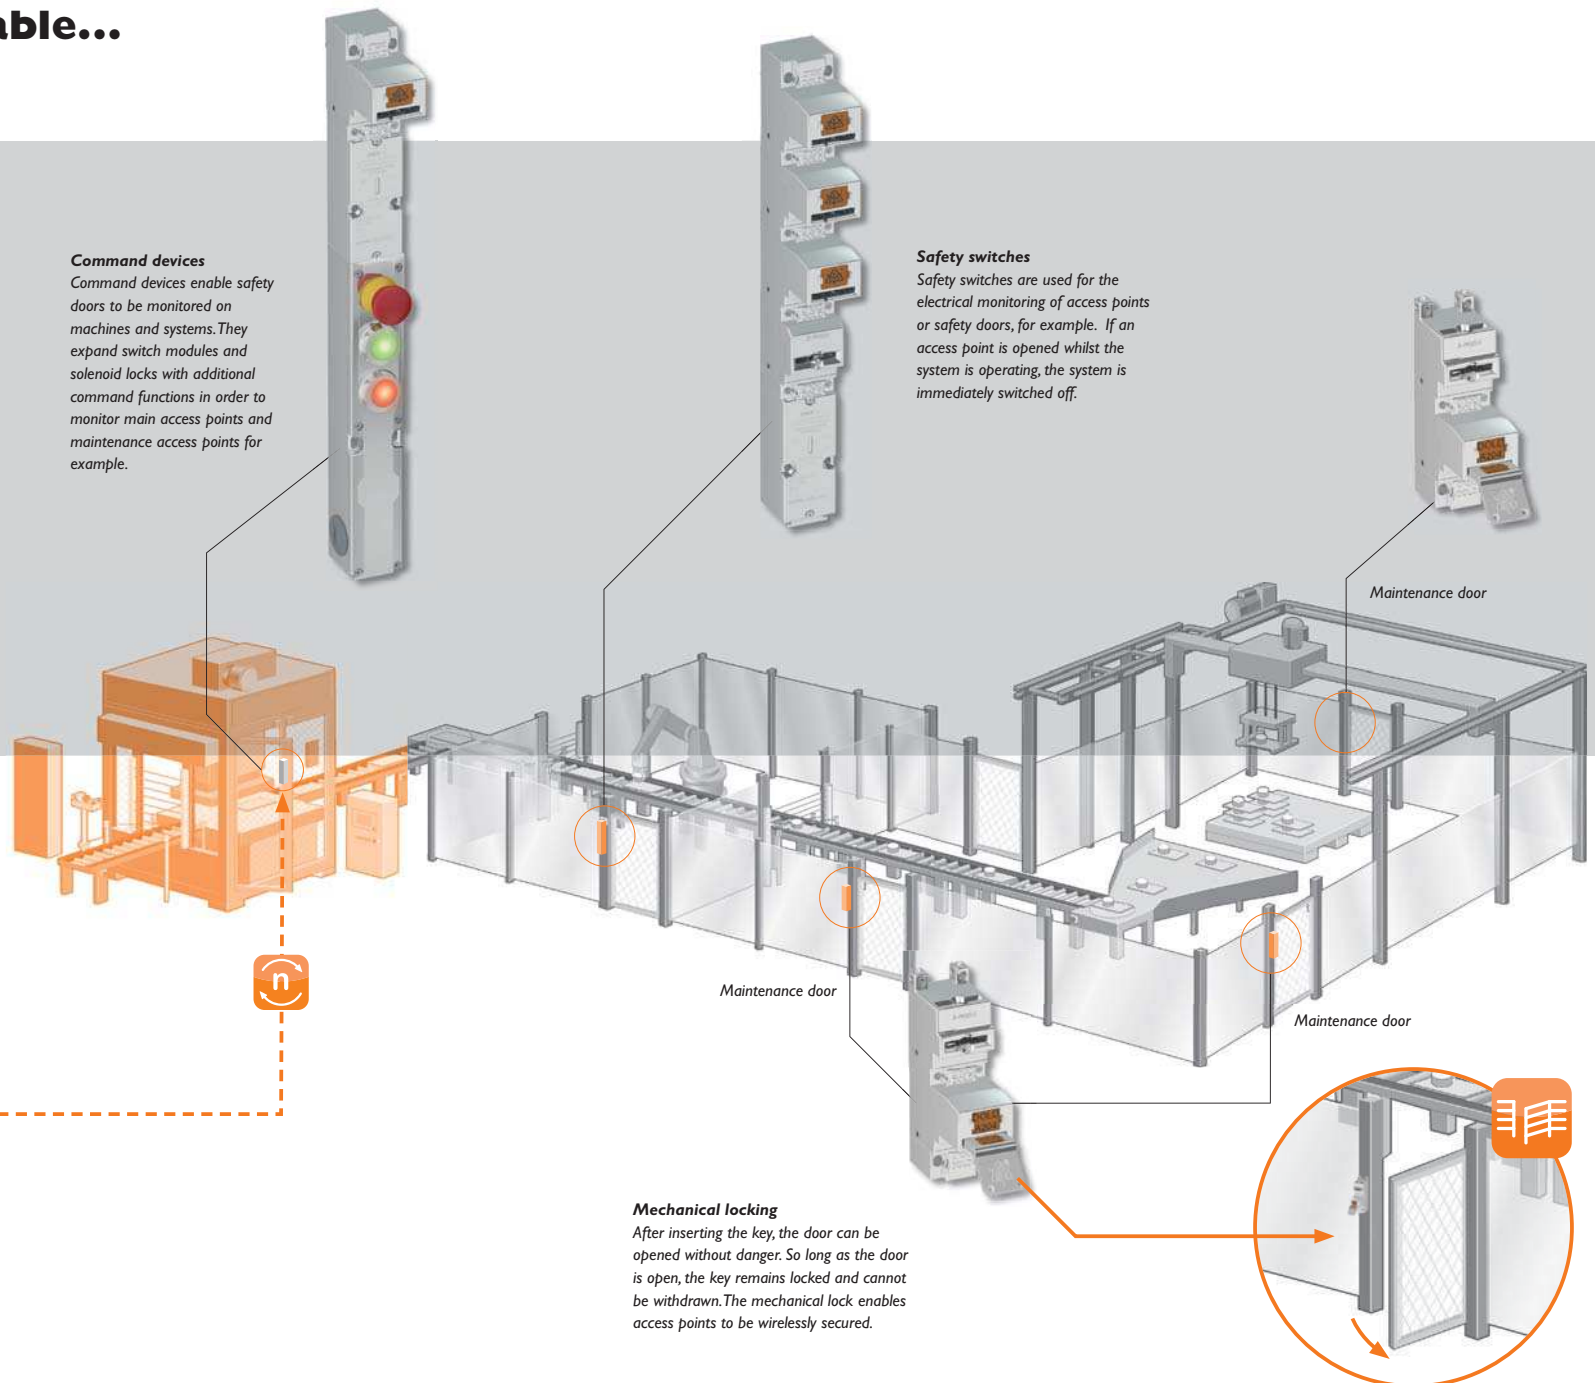 able...
Command devices
Command devices enable safety
doors to be monitored on
machines and systems. They
expand switch modules and
solenoid locks with additional
command functions in order to
monitor main access points and
maintenance access points for
example.
Safety switches
Safety switches are used for the
electrical monitoring of access points
or safety doors, for example. If an
access point is opened whilst the
system is operating, the system is
immediately switched off.
Maintenance door
n
Maintenance door
Maintenance door
Mechanical locking
After inserting the key, the door can be
opened without danger. So long as the door
is open, the key remains locked and cannot
be withdrawn. The mechanical lock enables
access points to be wirelessly secured.